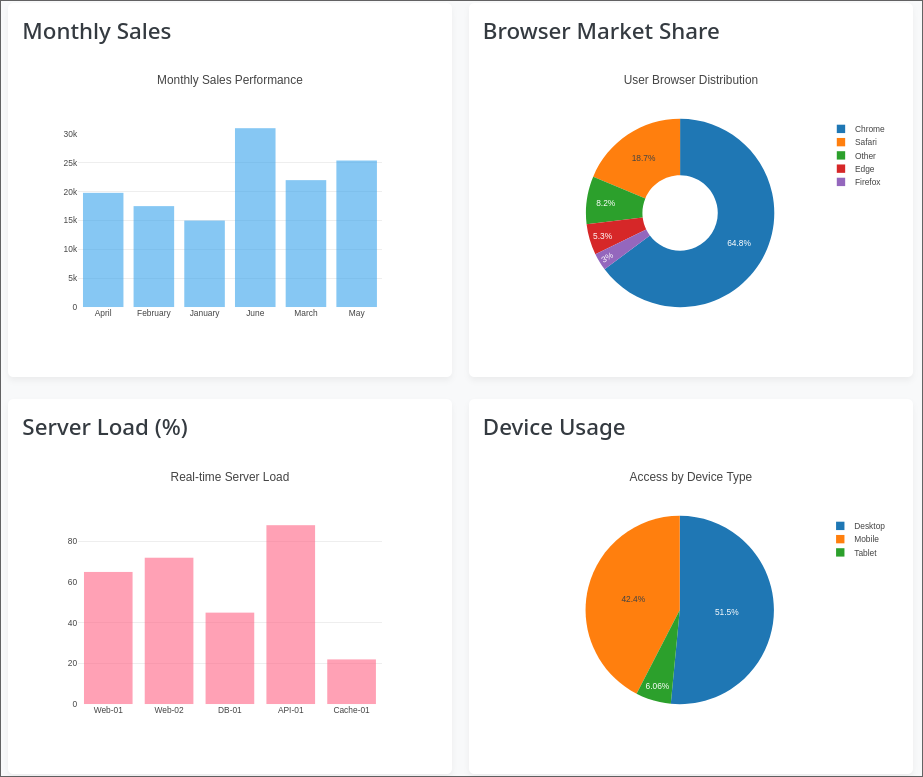 Monthly Sales
Monthly Sales Performance
30k
25k
20k
15k
10k
5k
0
April February January June March May
Browser Market Share
User Browser Distribution
64.8%
18.7%
8.2%
5.3%
3%
Chrome
Safari
Other
Edge
Firefox
Server Load (%)
Real-time Server Load
80
60
40
20
0
Web-01 Web-02 DB-01 API-01 Cache-01
Device Usage
Access by Device Type
51.5%
42.4%
6.06%
Desktop
Mobile
Tablet